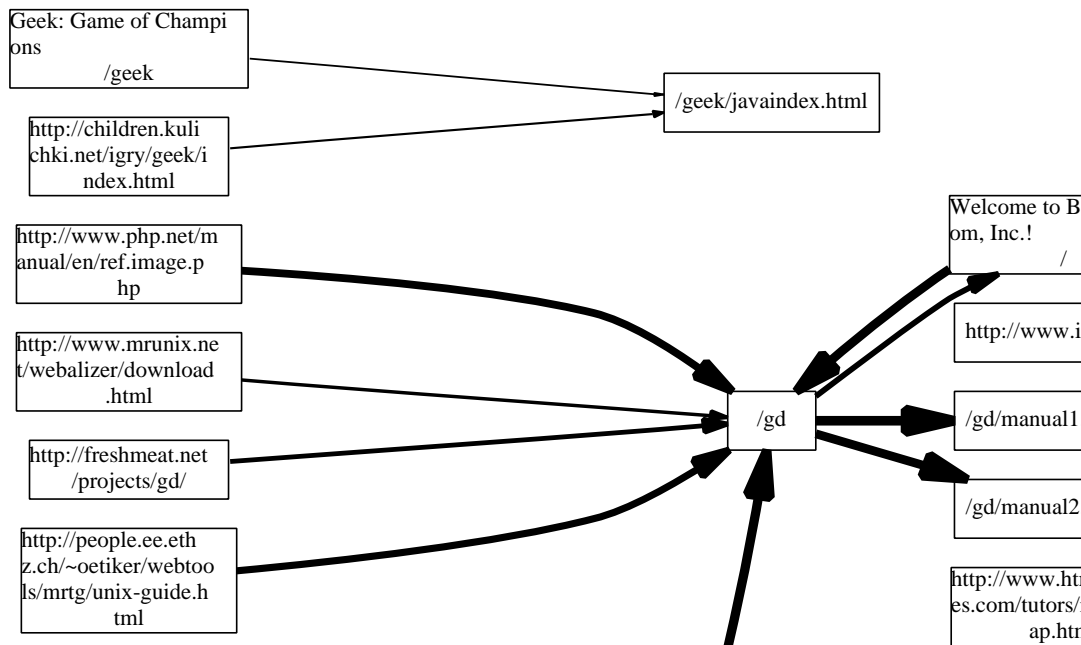 Geek: Game of Champi
ons
/geek
http://children.kuli
chki.net/igry/geek/i
ndex.html
http://www.php.net/m
anual/en/ref.image.p
hp
http://www.mrunix.ne
t/webalizer/download
.html
http://freshmeat.net
/projects/gd/
http://people.ee.eth
z.ch/~oetiker/webtoo
ls/mrtg/unix-guide.h
tml
/geek/javaindex.html
/gd
Welcome to B
om, Inc.!
/
http://www.i
/gd/manual1
/gd/manual2
http://www.ht
es.com/tutors/
ap.htm